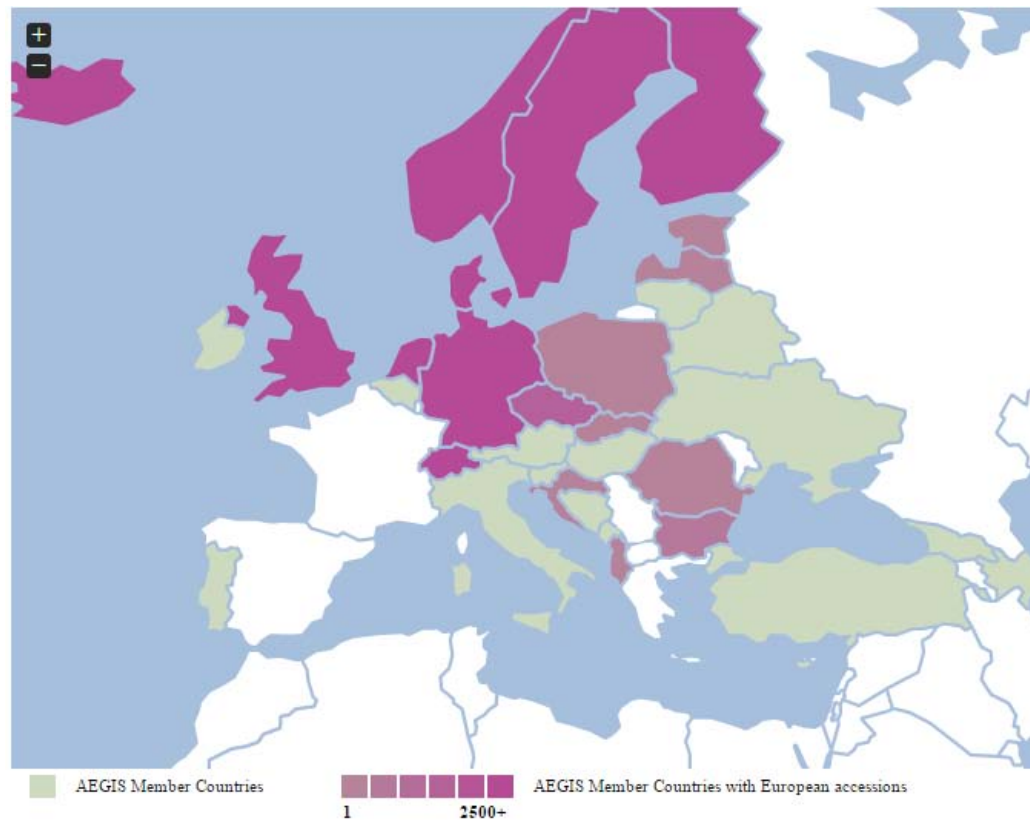 +
−
AEGIS Member Countries
AEGIS Member Countries with European accessions
1 2500+